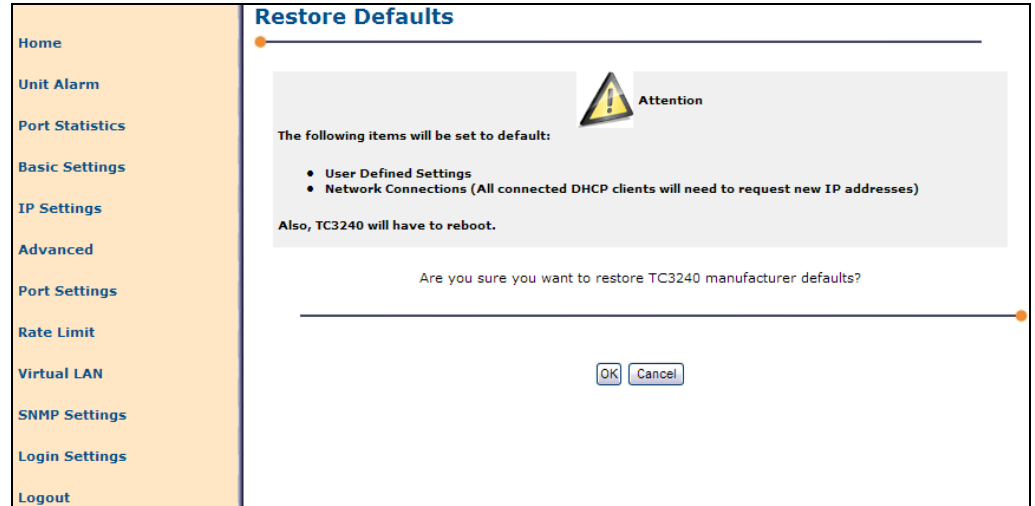 Home
Unit Alarm
Port Statistics
Basic Settings
IP Settings
Advanced
Port Settings
Rate Limit
Virtual LAN
SNMP Settings
Login Settings
Logout
Restore Defaults
Attention
The following items will be set to default:
• User Defined Settings
• Network Connections (All connected DHCP clients will need to request new IP addresses)
Also, TC3240 will have to reboot.
Are you sure you want to restore TC3240 manufacturer defaults?
OK Cancel